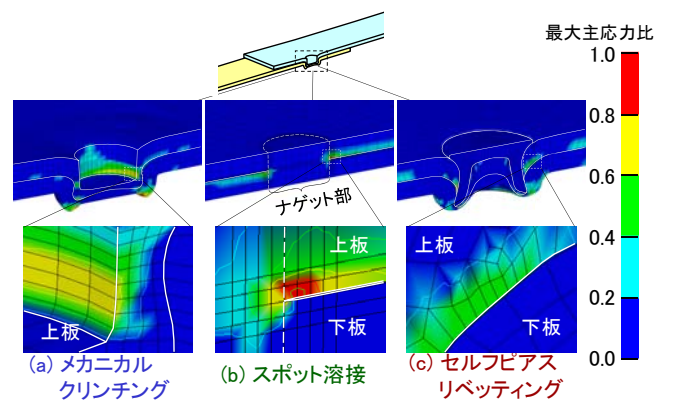 最大主応力比
1.0
0.8
0.6
0.4
0.2
0.0
ナゲット部
上板
上板
下板
上板
下板
(a) メカニカル
クリンチング
(b) スポット溶接
(c) セルフピアス
リベッティング